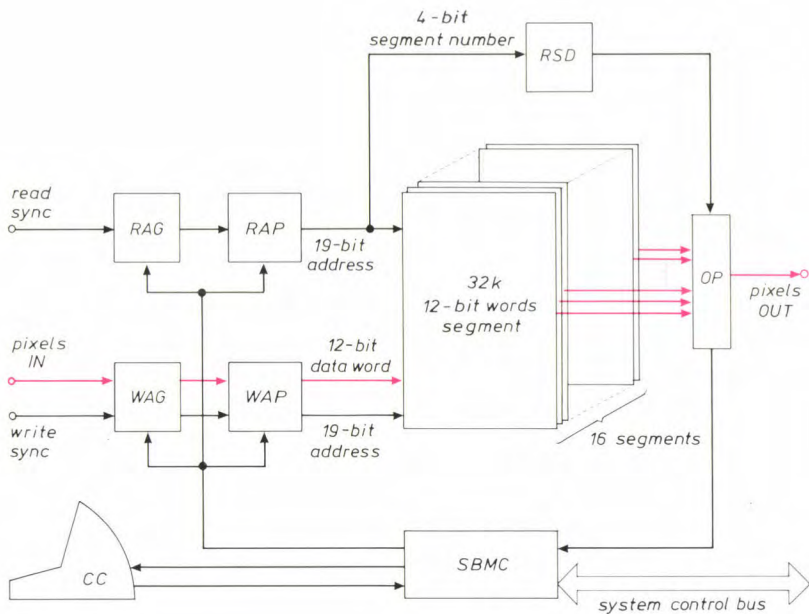 4-bit
segment number
RSD
read
sync
RAG
RAP
19-bit
address
32k
12-bit words
segment
OP
pixels
OUT
pixels
IN
12-bit
data word
WAG
WAP
write
sync
19-bit
address
16 segments
CC
SBMC
system control bus